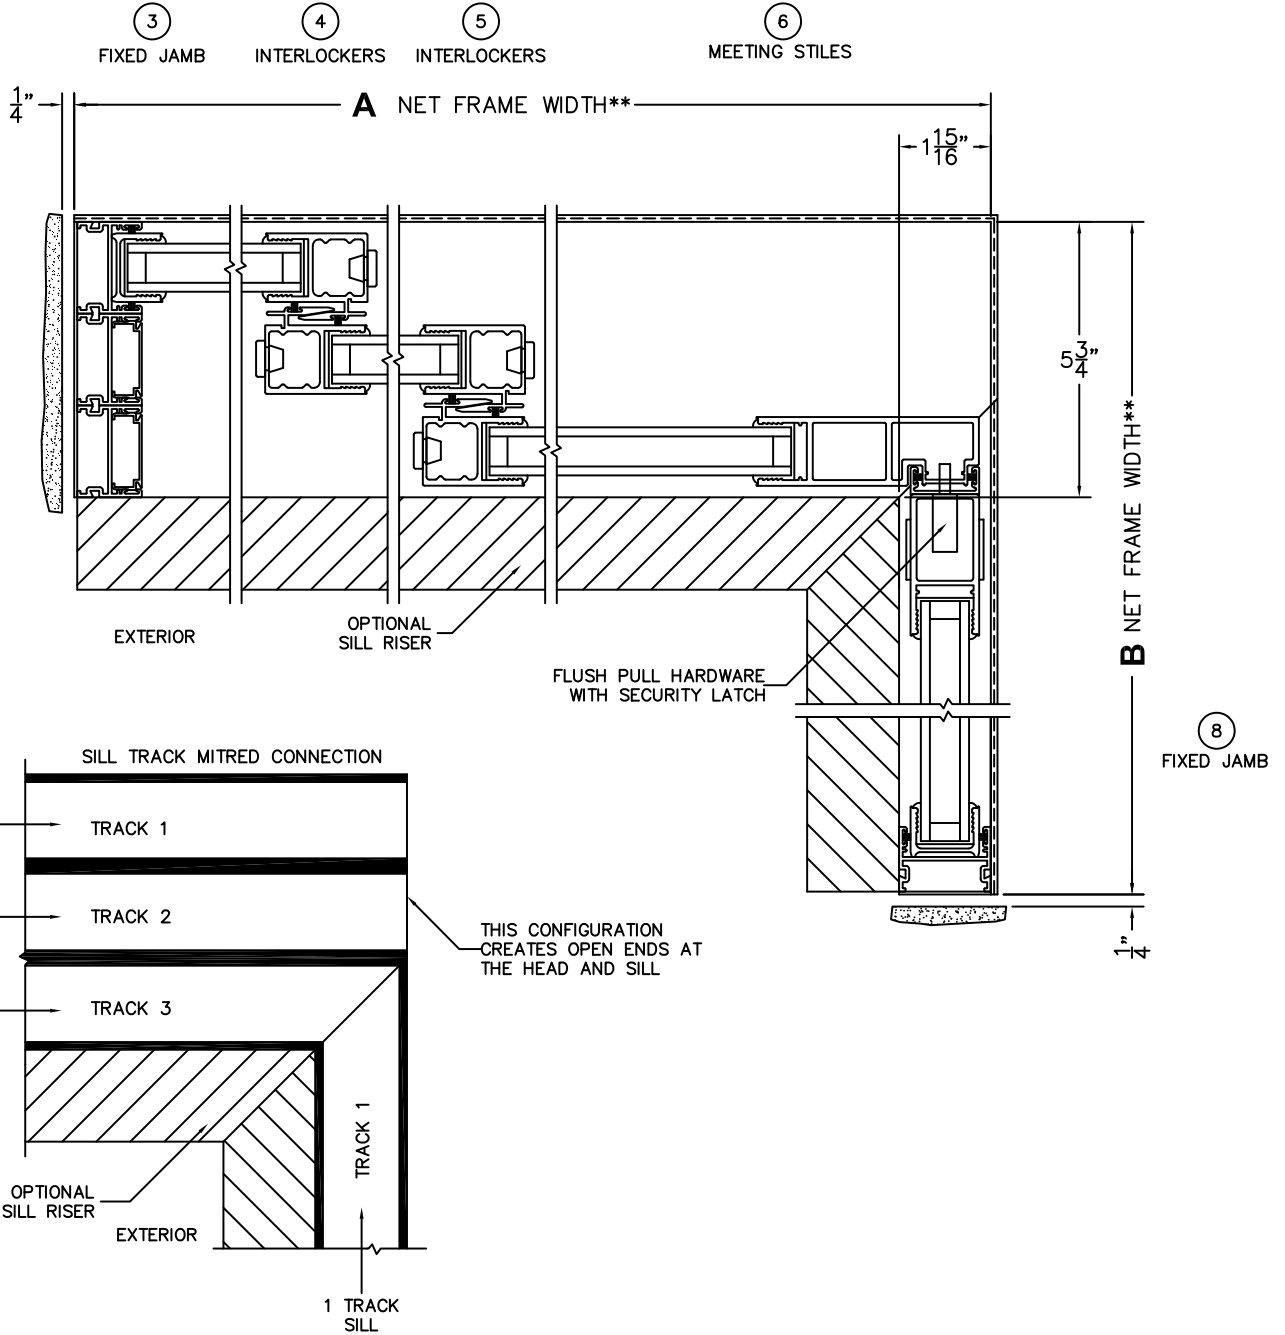 3
FIXED JAMB
4
INTERLOCKERS
5
INTERLOCKERS
6
MEETING STILES
1/4"
A NET FRAME WIDTH**
1 15/16"
5 3/4"
B NET FRAME WIDTH**
EXTERIOR
OPTIONAL
SILL RISER
FLUSH PULL HARDWARE
WITH SECURITY LATCH
8
FIXED JAMB
1/4"
SILL TRACK MITRED CONNECTION
TRACK 1
TRACK 2
TRACK 3
THIS CONFIGURATION
CREATES OPEN ENDS AT
THE HEAD AND SILL
TRACK 1
OPTIONAL
SILL RISER
EXTERIOR
1 TRACK
SILL